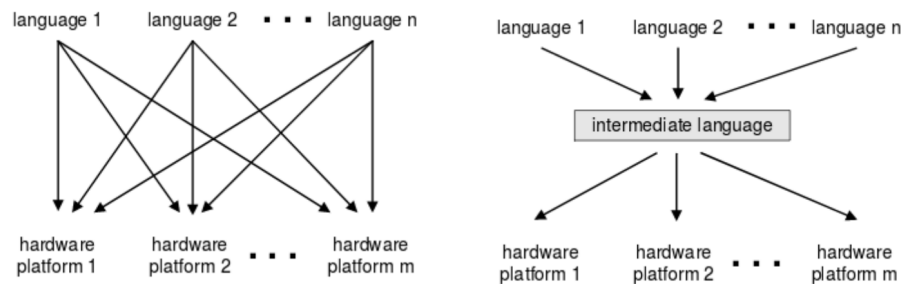 language 1 language 2 ... language n
hardware platform 1
hardware platform 2 ...
hardware platform m
language 1 language 2 ... language n
intermediate language
hardware platform 1
hardware platform 2 ...
hardware platform m